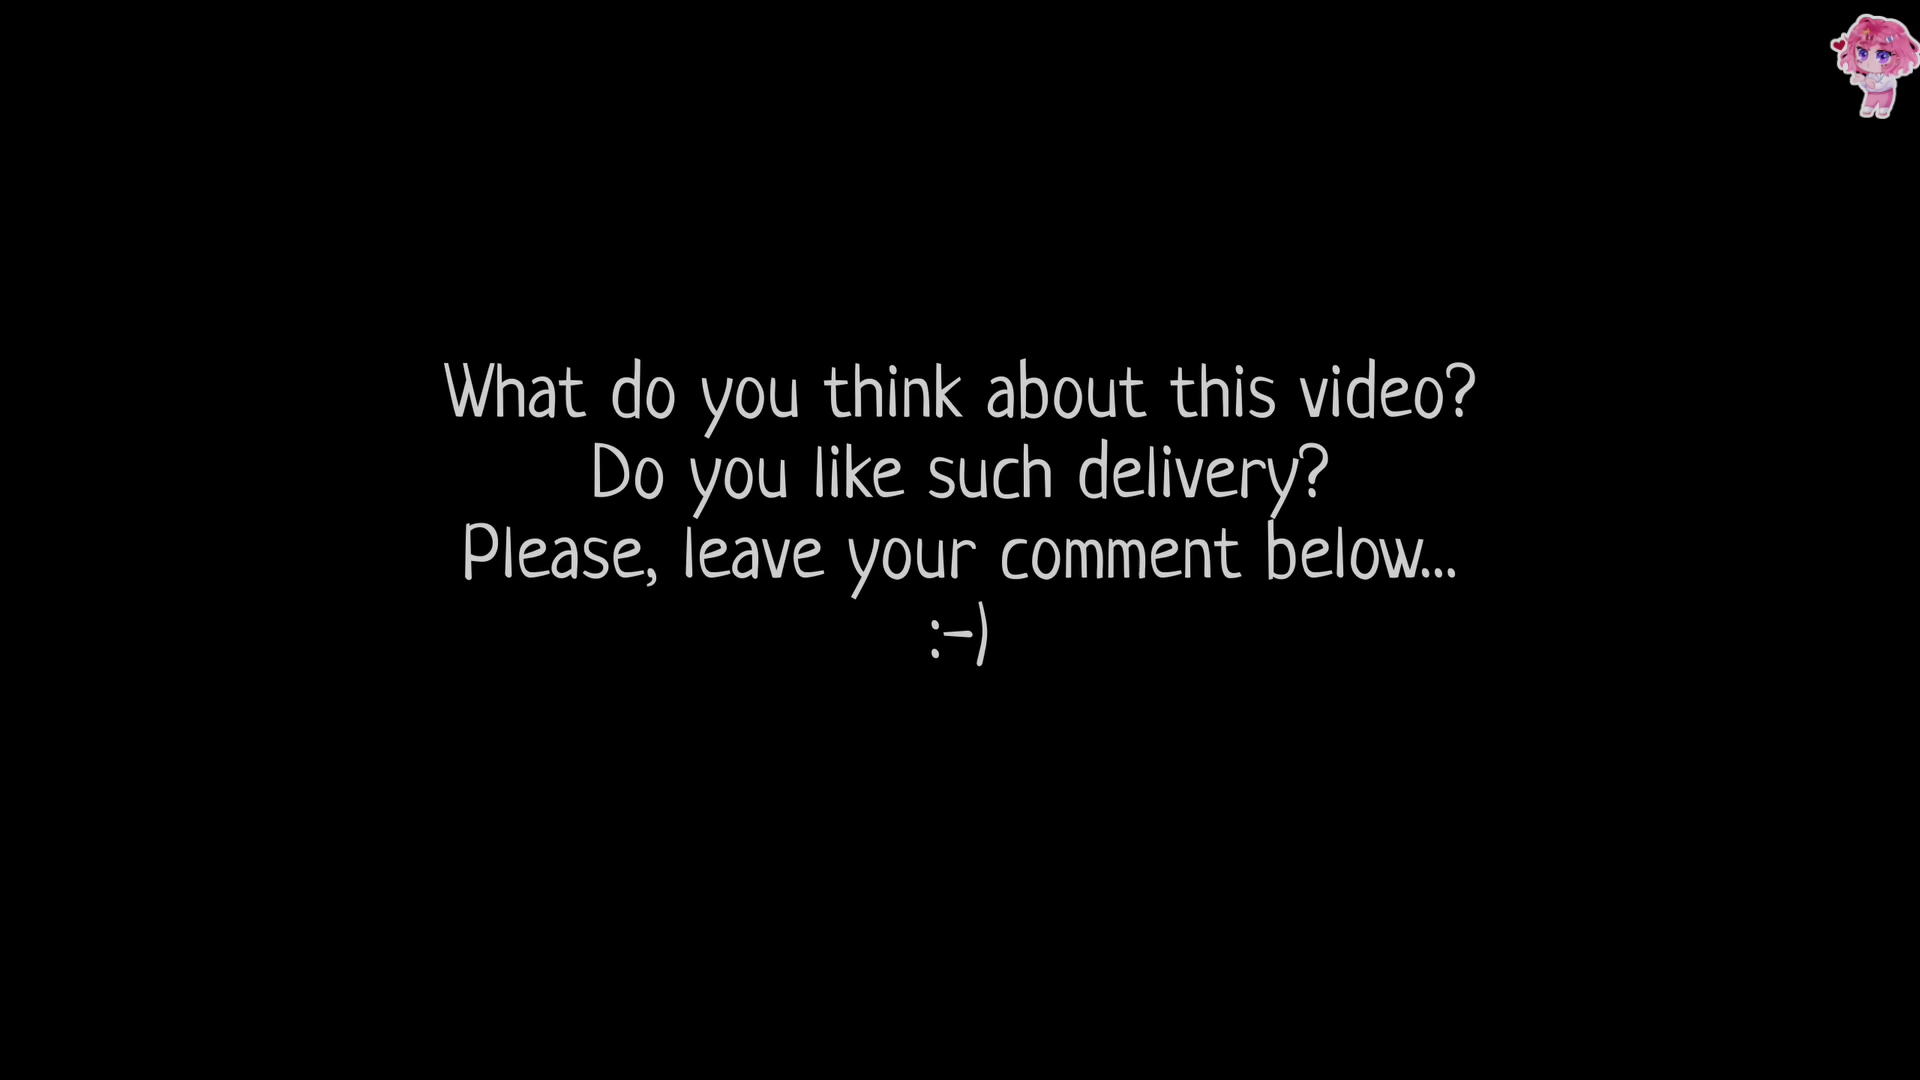 What do you think about this video?
Do you like such delivery?
Please, leave your comment below...
:-)